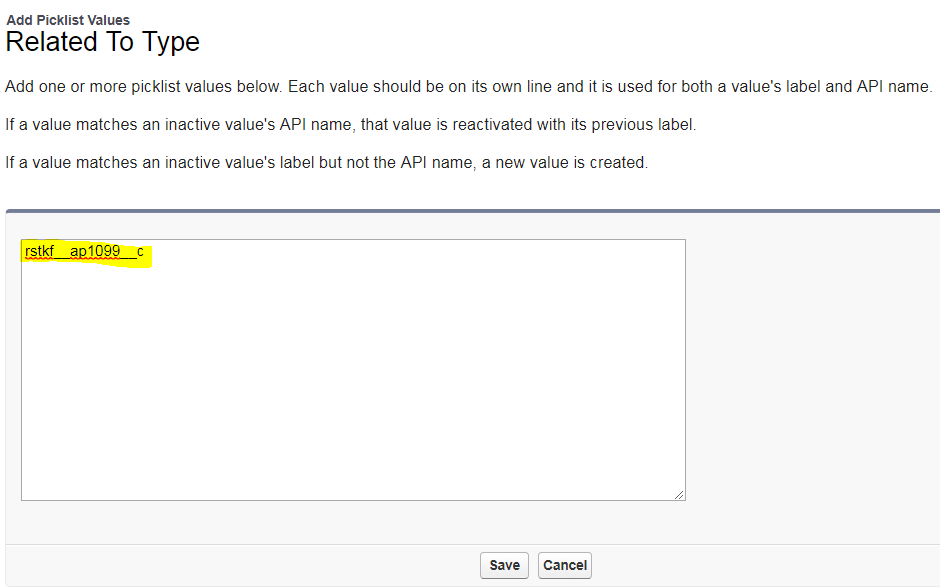 Add Picklist Values
Related To Type
Add one or more picklist values below. Each value should be on its own line and it is used for both a value's label and API name.
If a value matches an inactive value's API name, that value is reactivated with its previous label.
If a value matches an inactive value's label but not the API name, a new value is created.
rstkf__ap1099__c
Save Cancel